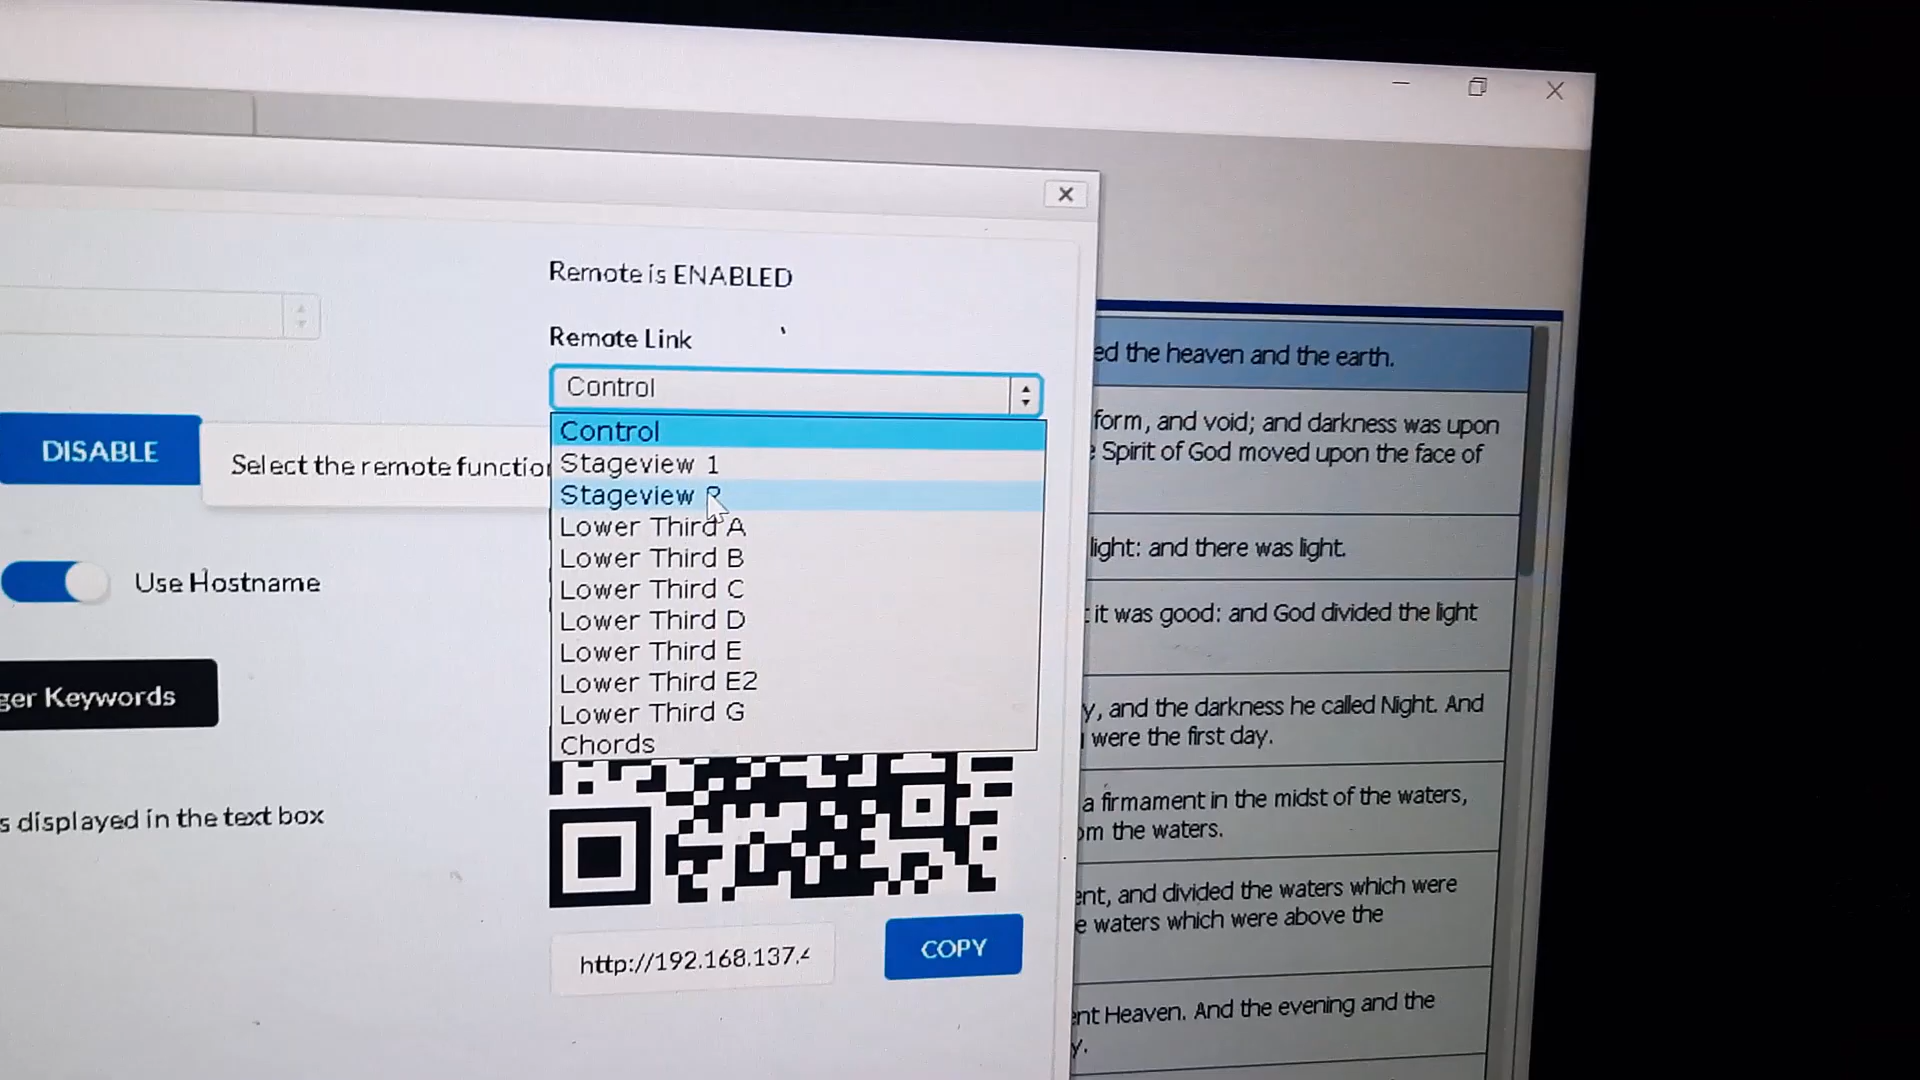 Remote is ENABLED
Remote Link
Control
Control
Stageview 1
Stageview
Lower Third A
Lower Third B
Lower Third C
Lower Third D
Lower Third E
Lower Third E2
Lower Third G
Chords
DISABLE
Select the remote functio
Use Hostname
ger Keywords
s displayed in the text box
http://192.168.137.4
COPY
ed the heaven and the earth.
form, and void; and darkness was upon
Spirit of God moved upon the face of
light: and there was light.
it was good: and God divided the light
y, and the darkness he called Night. And
were the first day.
a firmament in the midst of the waters,
om the waters.
ent, and divided the waters which were
e waters which were above the
ent Heaven. And the evening and the
y.